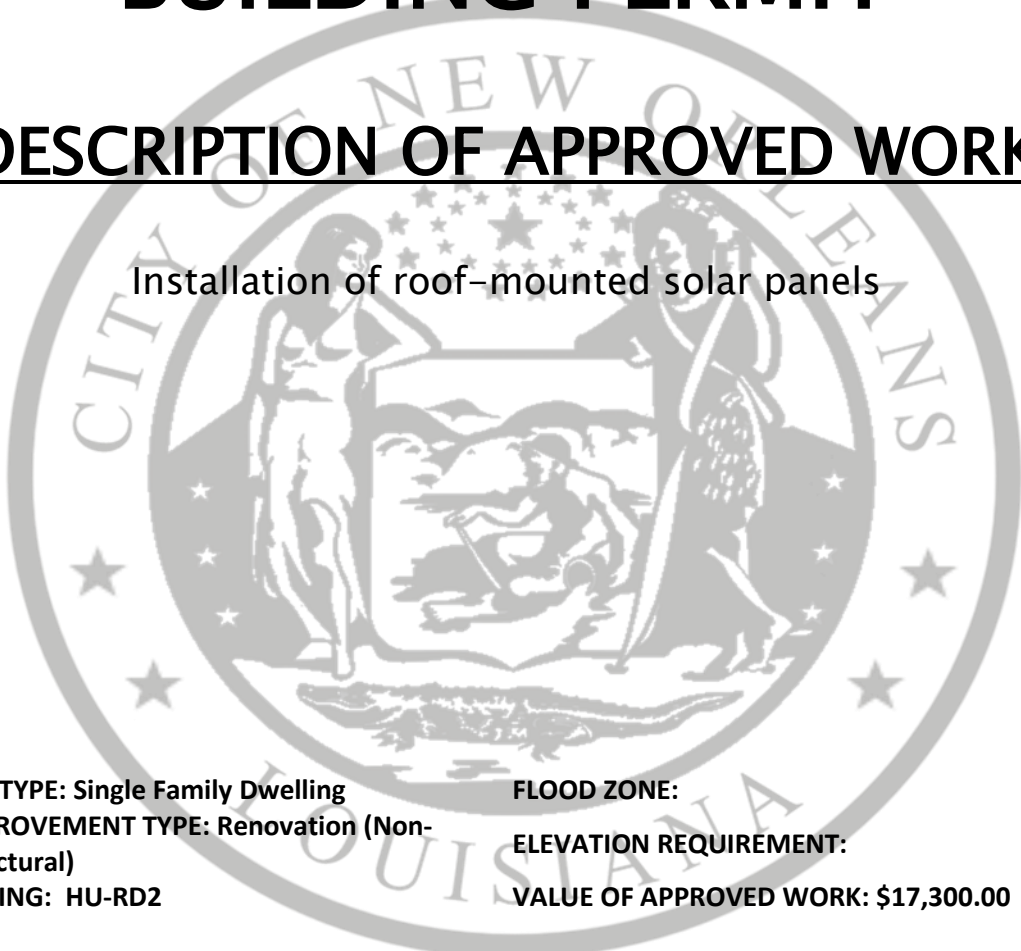 BUILDING PERMIT
DESCRIPTION OF APPROVED WORK
CITY OF NEW ORLEANS
Installation of roof-mounted solar panels
TYPE: Single Family Dwelling
ROVEMENT TYPE: Renovation (Non-
ctural)
ING: HU-RD2
FLOOD ZONE:
ELEVATION REQUIREMENT:
VALUE OF APPROVED WORK: $17,300.00
LOUISIANA